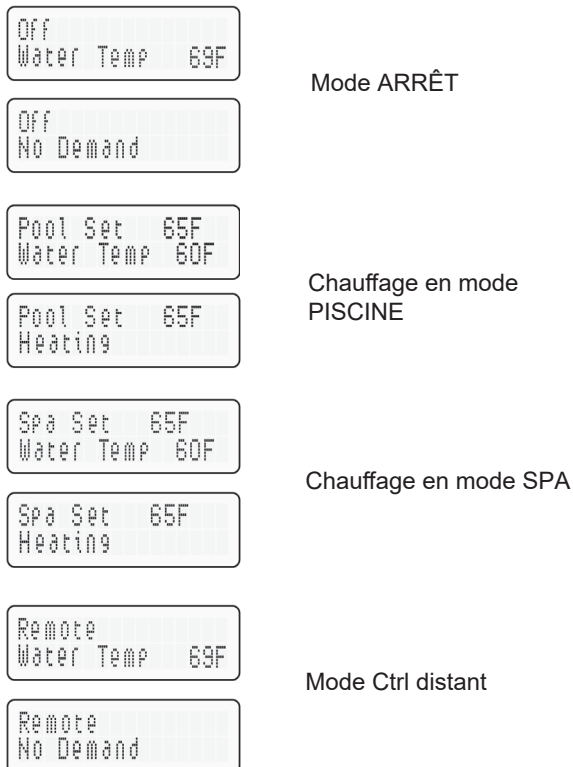 Off
Water Temp 69F
Mode ARRÊT
Off
No Demand
Pool Set 65F
Water Temp 60F
Chauffage en mode
PISCINE
Pool Set 65F
Heating
Spa Set 65F
Water Temp 60F
Chauffage en mode SPA
Spa Set 65F
Heating
Remote
Water Temp 69F
Mode Ctrl distant
Remote
No Demand